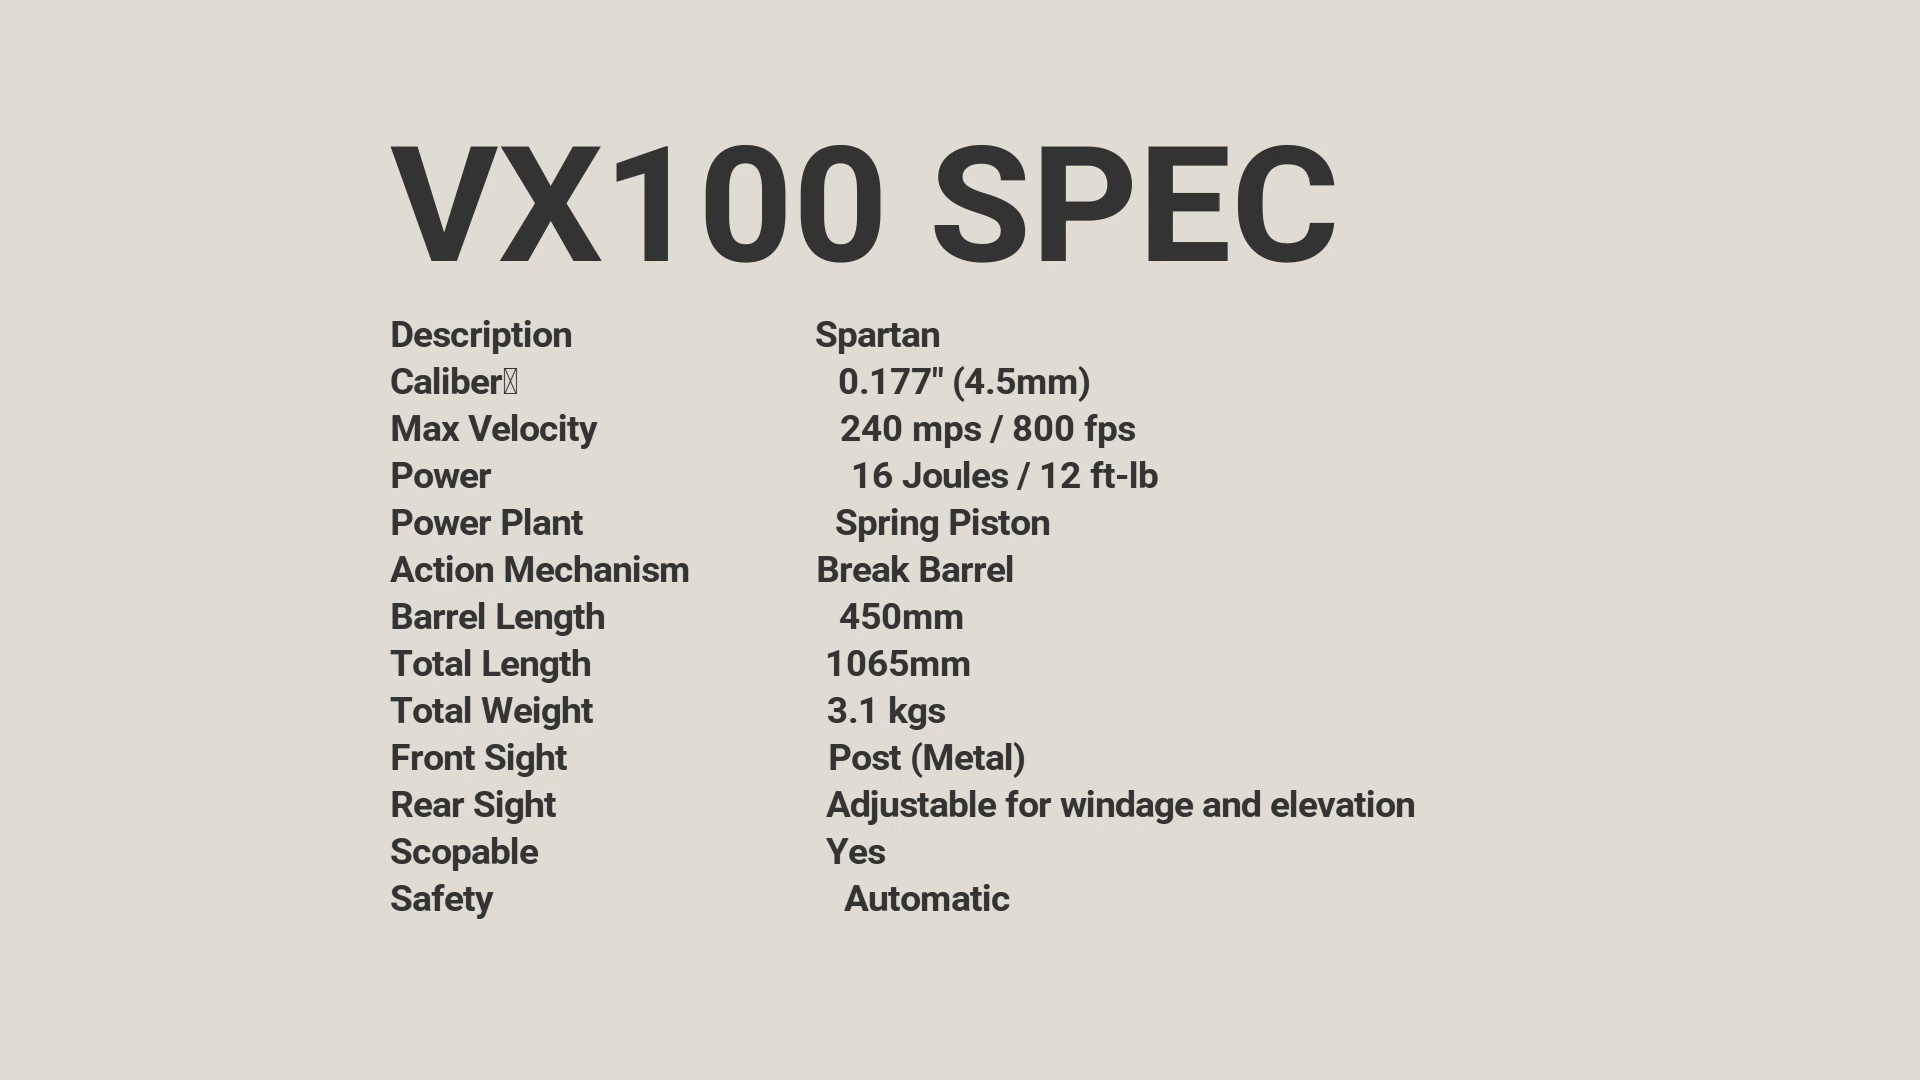 VX100 SPEC
Description Spartan
Caliber 0.177" (4.5mm)
Max Velocity 240 mps / 800 fps
Power 16 Joules / 12 ft-lb
Power Plant Spring Piston
Action Mechanism Break Barrel
Barrel Length 450mm
Total Length 1065mm
Total Weight 3.1 kgs
Front Sight Post (Metal)
Rear Sight Adjustable for windage and elevation
Scopable Yes
Safety Automatic